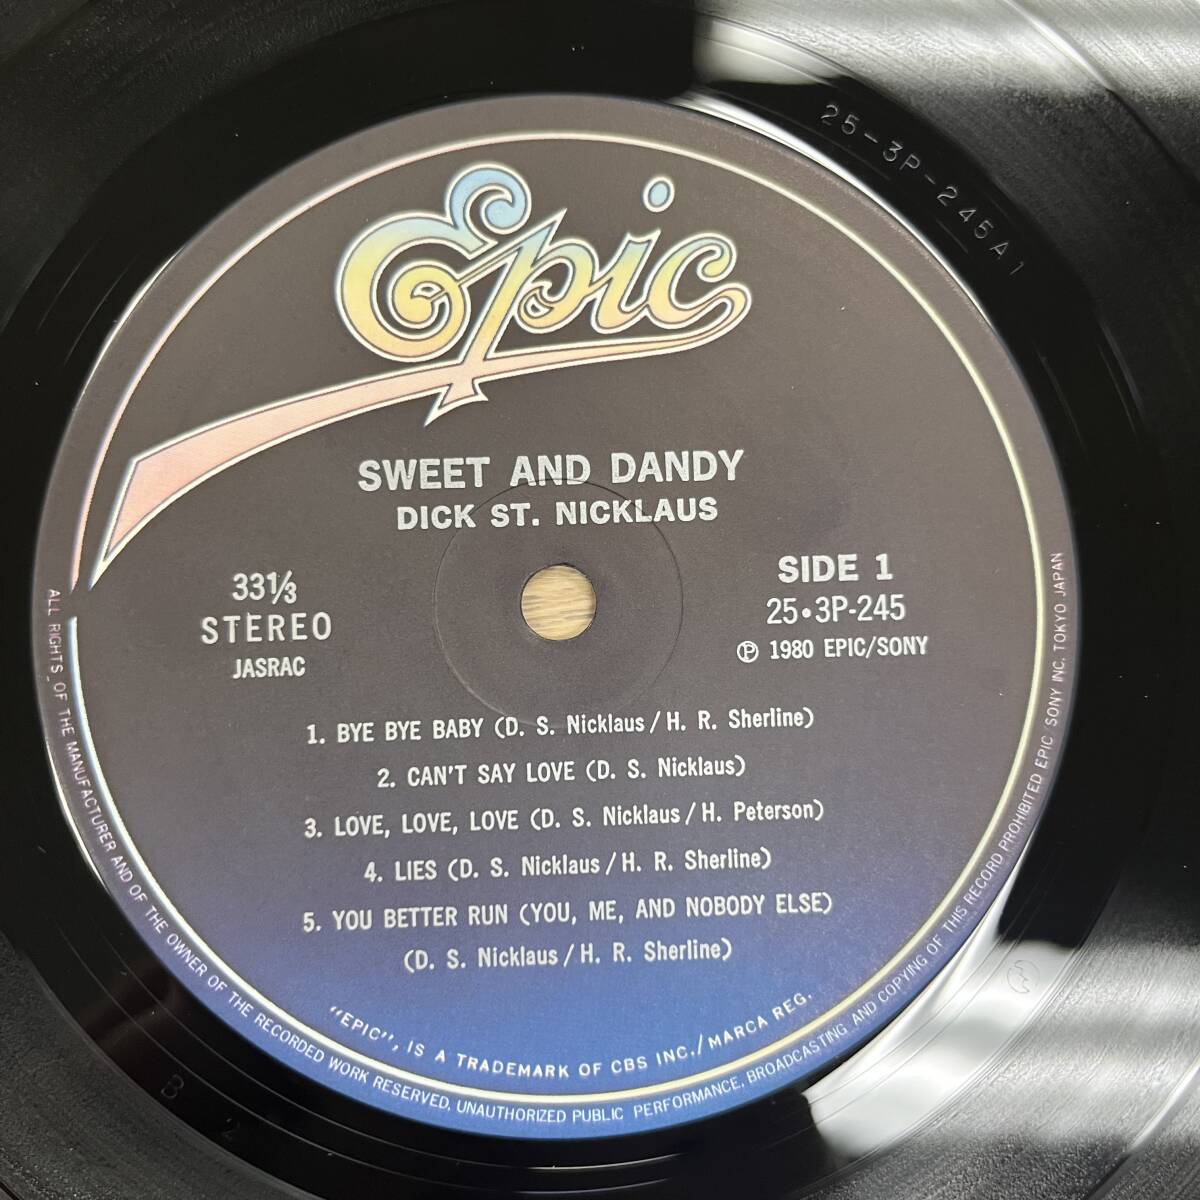 25-3P-245A1
Epic
SWEET AND DANDY
DICK ST. NICKLAUS
33⅓
STEREO
JASRAC
SIDE 1
25•3P-245
Ⓟ 1980 EPIC/SONY
1. BYE BYE BABY (D. S. Nicklaus/H. R. Sherline)
2. CAN'T SAY LOVE (D. S. Nicklaus)
3. LOVE, LOVE, LOVE (D. S. Nicklaus/H. Peterson)
4. LIES (D. S. Nicklaus/H. R. Sherline)
5. YOU BETTER RUN (YOU, ME, AND NOBODY ELSE)
(D. S. Nicklaus/H. R. Sherline)
"EPIC", IS A TRADEMARK OF CBS INC./MARCA REG.
ALL RIGHTS OF THE MANUFACTURER AND OF THE OWNER OF THE RECORDED WORK RESERVED, UNAUTHORIZED PUBLIC PERFORMANCE, BROADCASTING AND COPYING OF THIS RECORD PROHIBITED EPIC/SONY INC. TOKYO JAPAN
B 2